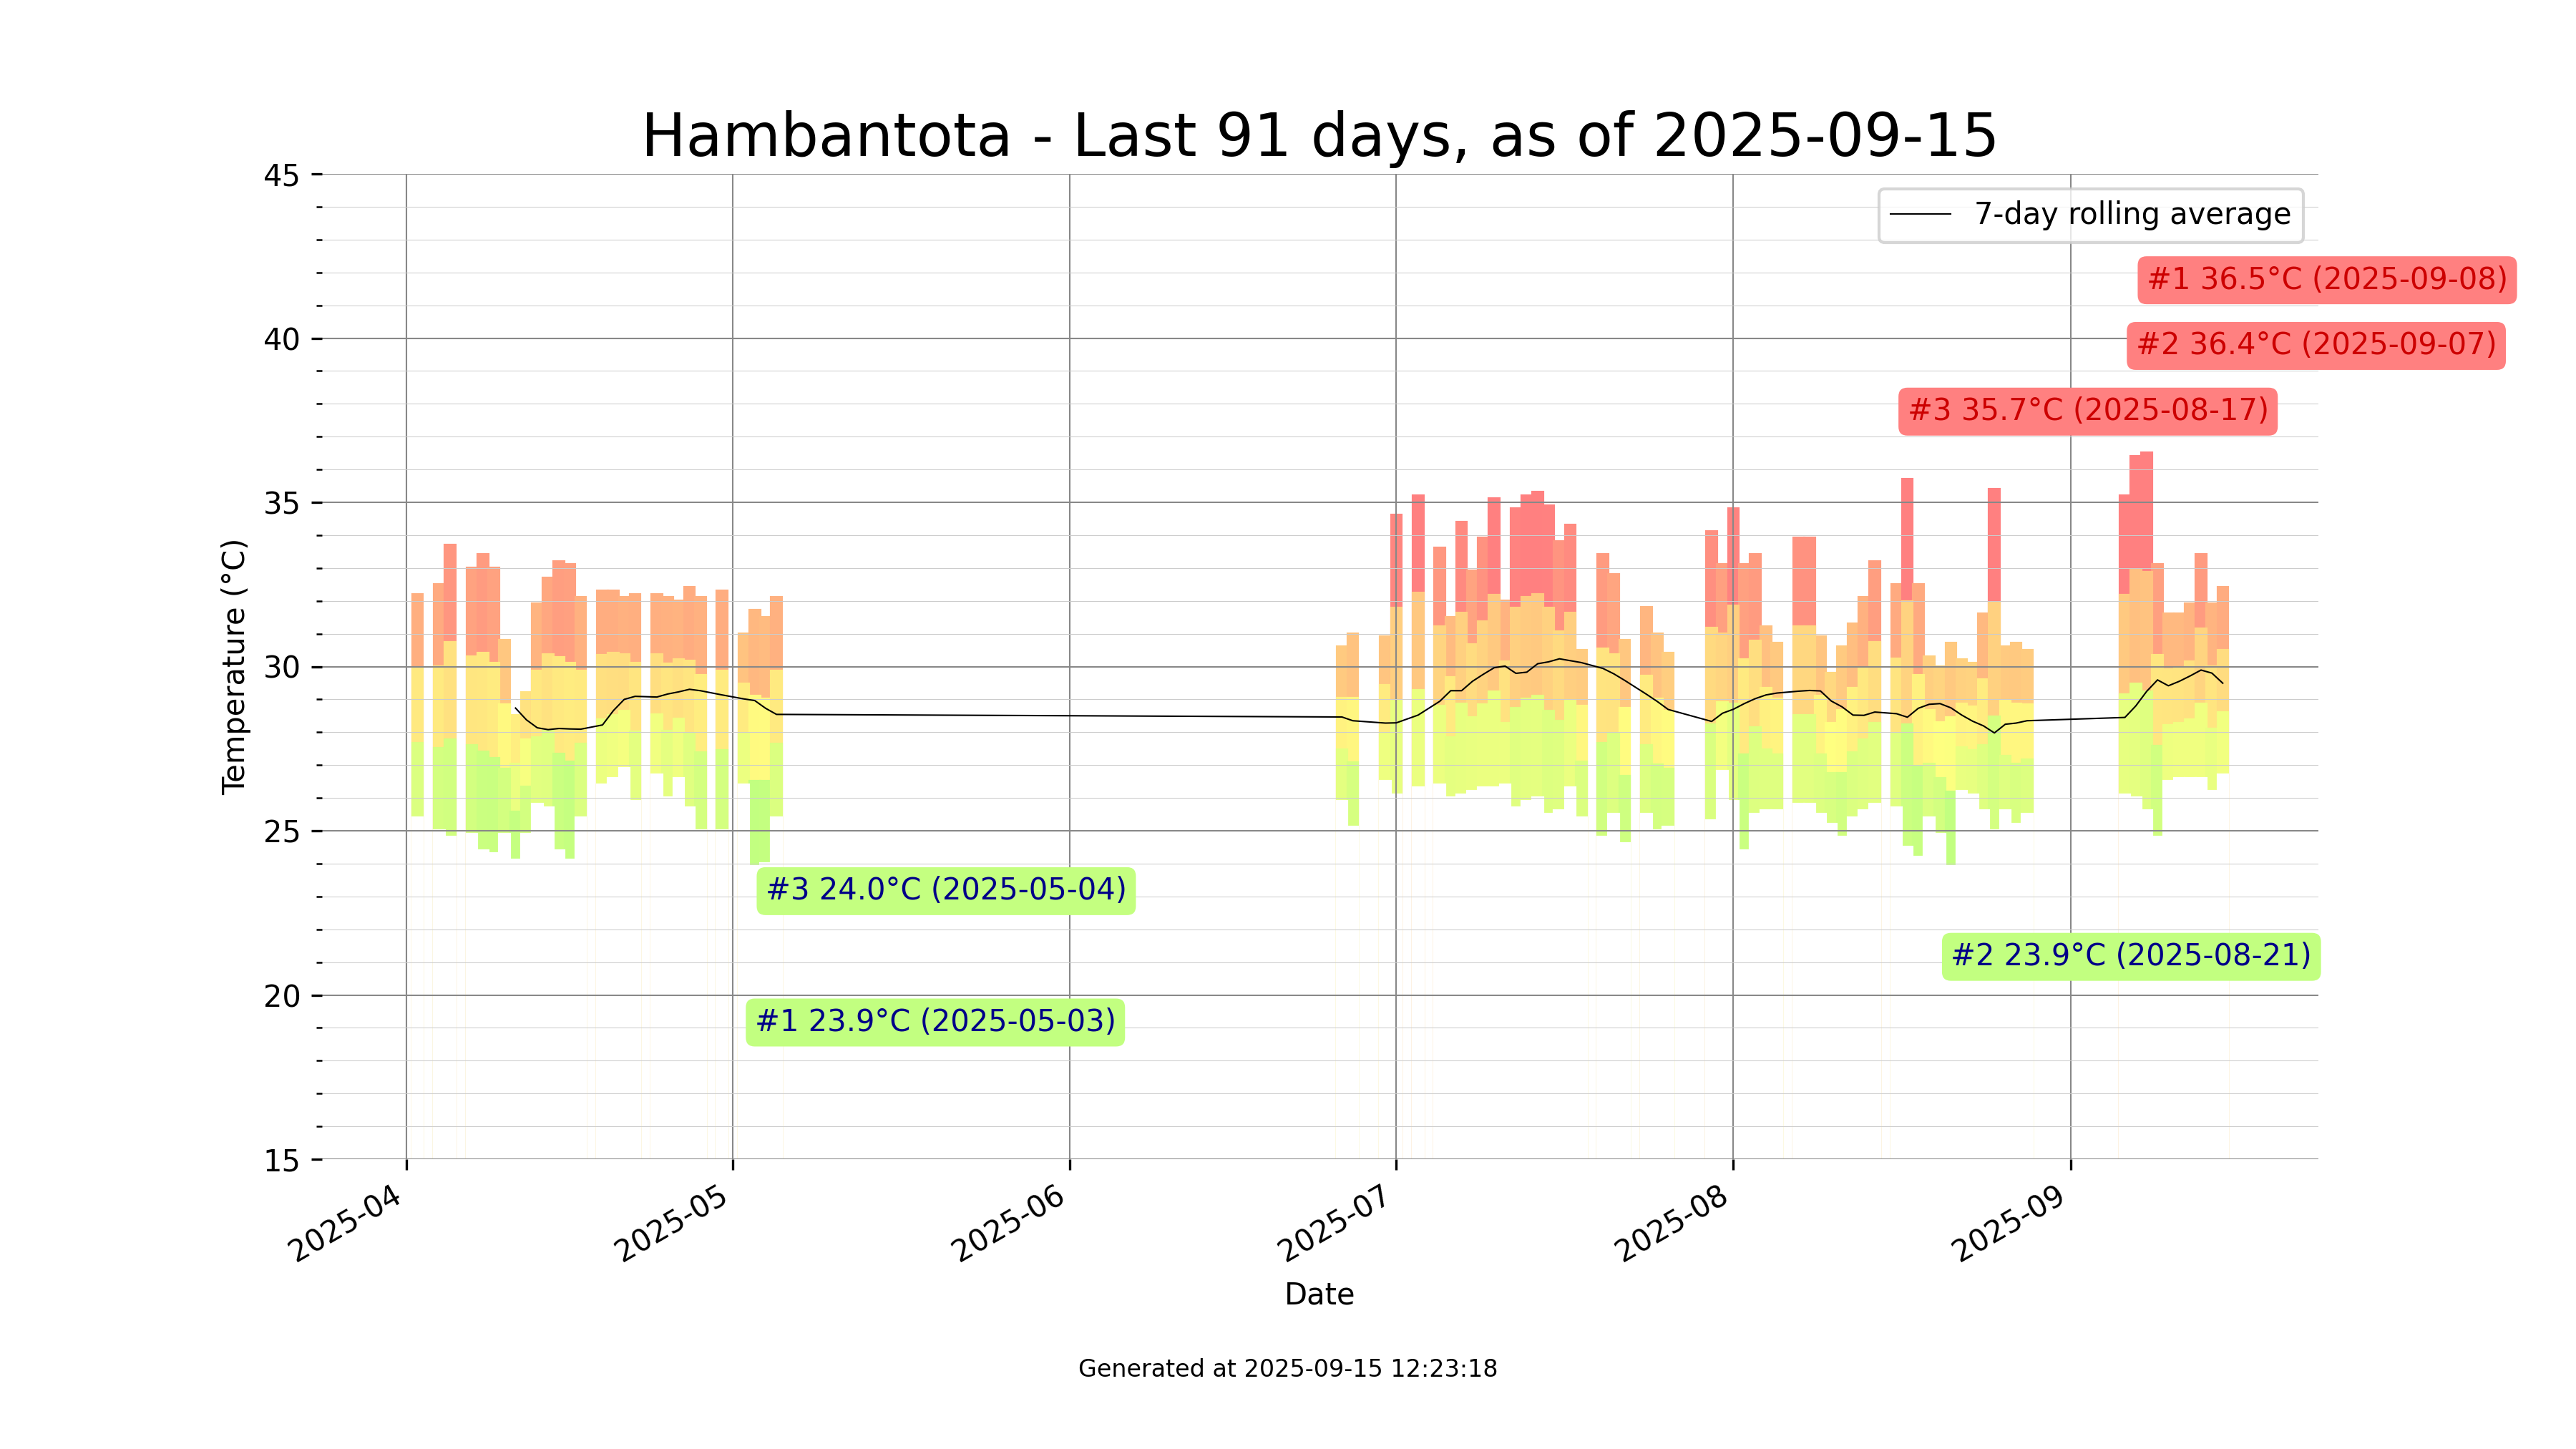 Hambantota - Last 91 days, as of 2025-09-15
45
40
35
30
25
20
15
Temperature (°C)
7-day rolling average
#1 36.5°C (2025-09-08)
#2 36.4°C (2025-09-07)
#3 35.7°C (2025-08-17)
#3 24.0°C (2025-05-04)
#2 23.9°C (2025-08-21)
#1 23.9°C (2025-05-03)
2025-04
2025-05
2025-06
2025-07
2025-08
2025-09
Date
Generated at 2025-09-15 12:23:18